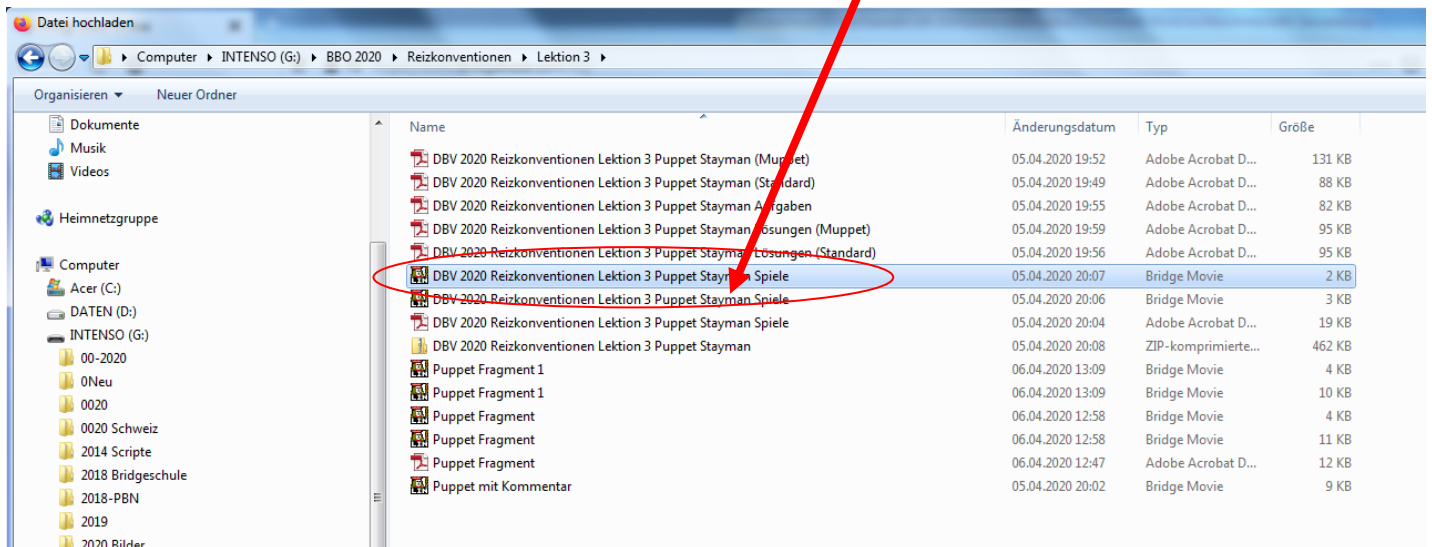 Datei hochladen
Computer INTENSO (G:) BBO 2020 Reizkonventionen Lektion 3
Organisieren Neuer Ordner
Dokumente
Musik
Videos
Heimnetzgruppe
Computer
Acer (C:)
DATEN (D:)
INTENSO (G:)
00-2020
0Neu
0020
0020 Schweiz
2014 Scripte
2018 Bridgeschule
2018-PBN
2019
2020 Bilder
Name Änderungsdatum Typ Größe
DBV 2020 Reizkonventionen Lektion 3 Puppet Stayman (Muppet) 05.04.2020 19:52 Adobe Acrobat D... 131 KB
DBV 2020 Reizkonventionen Lektion 3 Puppet Stayman (Standard) 05.04.2020 19:49 Adobe Acrobat D... 88 KB
DBV 2020 Reizkonventionen Lektion 3 Puppet Stayman Aufgaben 05.04.2020 19:55 Adobe Acrobat D... 82 KB
DBV 2020 Reizkonventionen Lektion 3 Puppet Stayman Lösungen (Muppet) 05.04.2020 19:59 Adobe Acrobat D... 95 KB
DBV 2020 Reizkonventionen Lektion 3 Puppet Stayman Lösungen (Standard) 05.04.2020 19:56 Adobe Acrobat D... 95 KB
DBV 2020 Reizkonventionen Lektion 3 Puppet Stayman Spiele 05.04.2020 20:07 Bridge Movie 2 KB
DBV 2020 Reizkonventionen Lektion 3 Puppet Stayman Spiele 05.04.2020 20:06 Bridge Movie 3 KB
DBV 2020 Reizkonventionen Lektion 3 Puppet Stayman Spiele 05.04.2020 20:04 Adobe Acrobat D... 19 KB
DBV 2020 Reizkonventionen Lektion 3 Puppet Stayman 05.04.2020 20:08 ZIP-komprimierte... 462 KB
Puppet Fragment 1 06.04.2020 13:09 Bridge Movie 4 KB
Puppet Fragment 1 06.04.2020 13:09 Bridge Movie 10 KB
Puppet Fragment 06.04.2020 12:58 Bridge Movie 4 KB
Puppet Fragment 06.04.2020 12:58 Bridge Movie 11 KB
Puppet Fragment 06.04.2020 12:47 Adobe Acrobat D... 12 KB
Puppet mit Kommentar 05.04.2020 20:02 Bridge Movie 9 KB